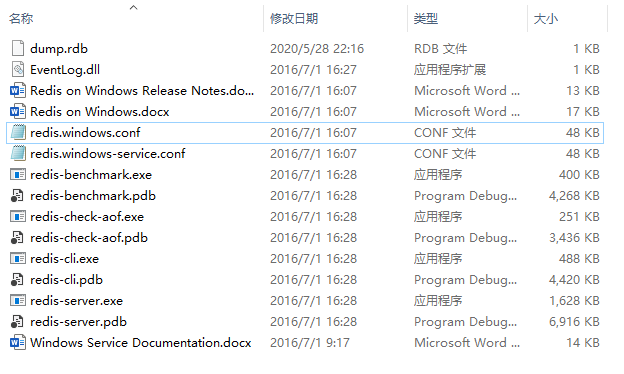 名称 修改日期 类型 大小
dump.rdb 2020/5/28 22:16 RDB 文件 1 KB
EventLog.dll 2016/7/1 16:27 应用程序扩展 1 KB
Redis on Windows Release Notes.do... 2016/7/1 16:07 Microsoft Word ... 13 KB
Redis on Windows.docx 2016/7/1 16:07 Microsoft Word ... 17 KB
redis.windows.conf 2016/7/1 16:07 CONF 文件 48 KB
redis.windows-service.conf 2016/7/1 16:07 CONF 文件 48 KB
redis-benchmark.exe 2016/7/1 16:28 应用程序 400 KB
redis-benchmark.pdb 2016/7/1 16:28 Program Debug... 4,268 KB
redis-check-aof.exe 2016/7/1 16:28 应用程序 251 KB
redis-check-aof.pdb 2016/7/1 16:28 Program Debug... 3,436 KB
redis-cli.exe 2016/7/1 16:28 应用程序 488 KB
redis-cli.pdb 2016/7/1 16:28 Program Debug... 4,420 KB
redis-server.exe 2016/7/1 16:28 应用程序 1,628 KB
redis-server.pdb 2016/7/1 16:28 Program Debug... 6,916 KB
Windows Service Documentation.docx 2016/7/1 9:17 Microsoft Word ... 14 KB